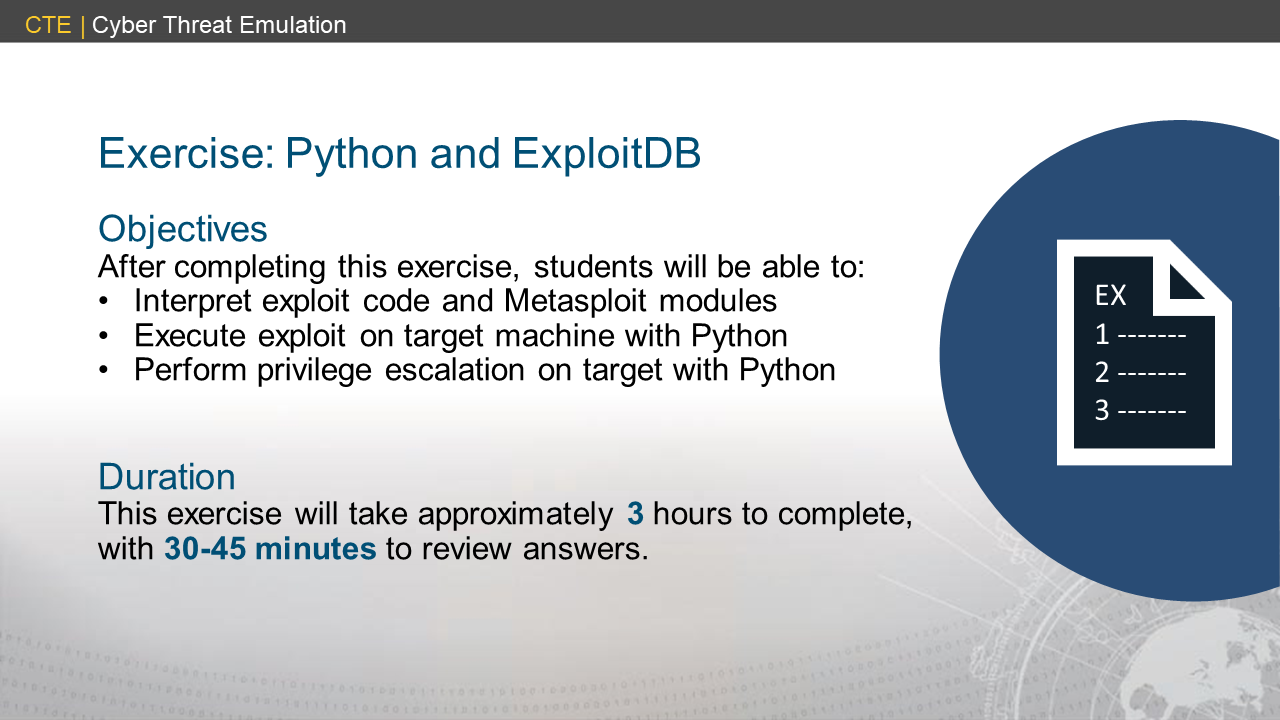 CTE | Cyber Threat Emulation
Exercise: Python and ExploitDB
Objectives
After completing this exercise, students will be able to:
• Interpret exploit code and Metasploit modules
• Execute exploit on target machine with Python
• Perform privilege escalation on target with Python
Duration
This exercise will take approximately 3 hours to complete,
with 30-45 minutes to review answers.
EX
1 -------
2 -------
3 -------